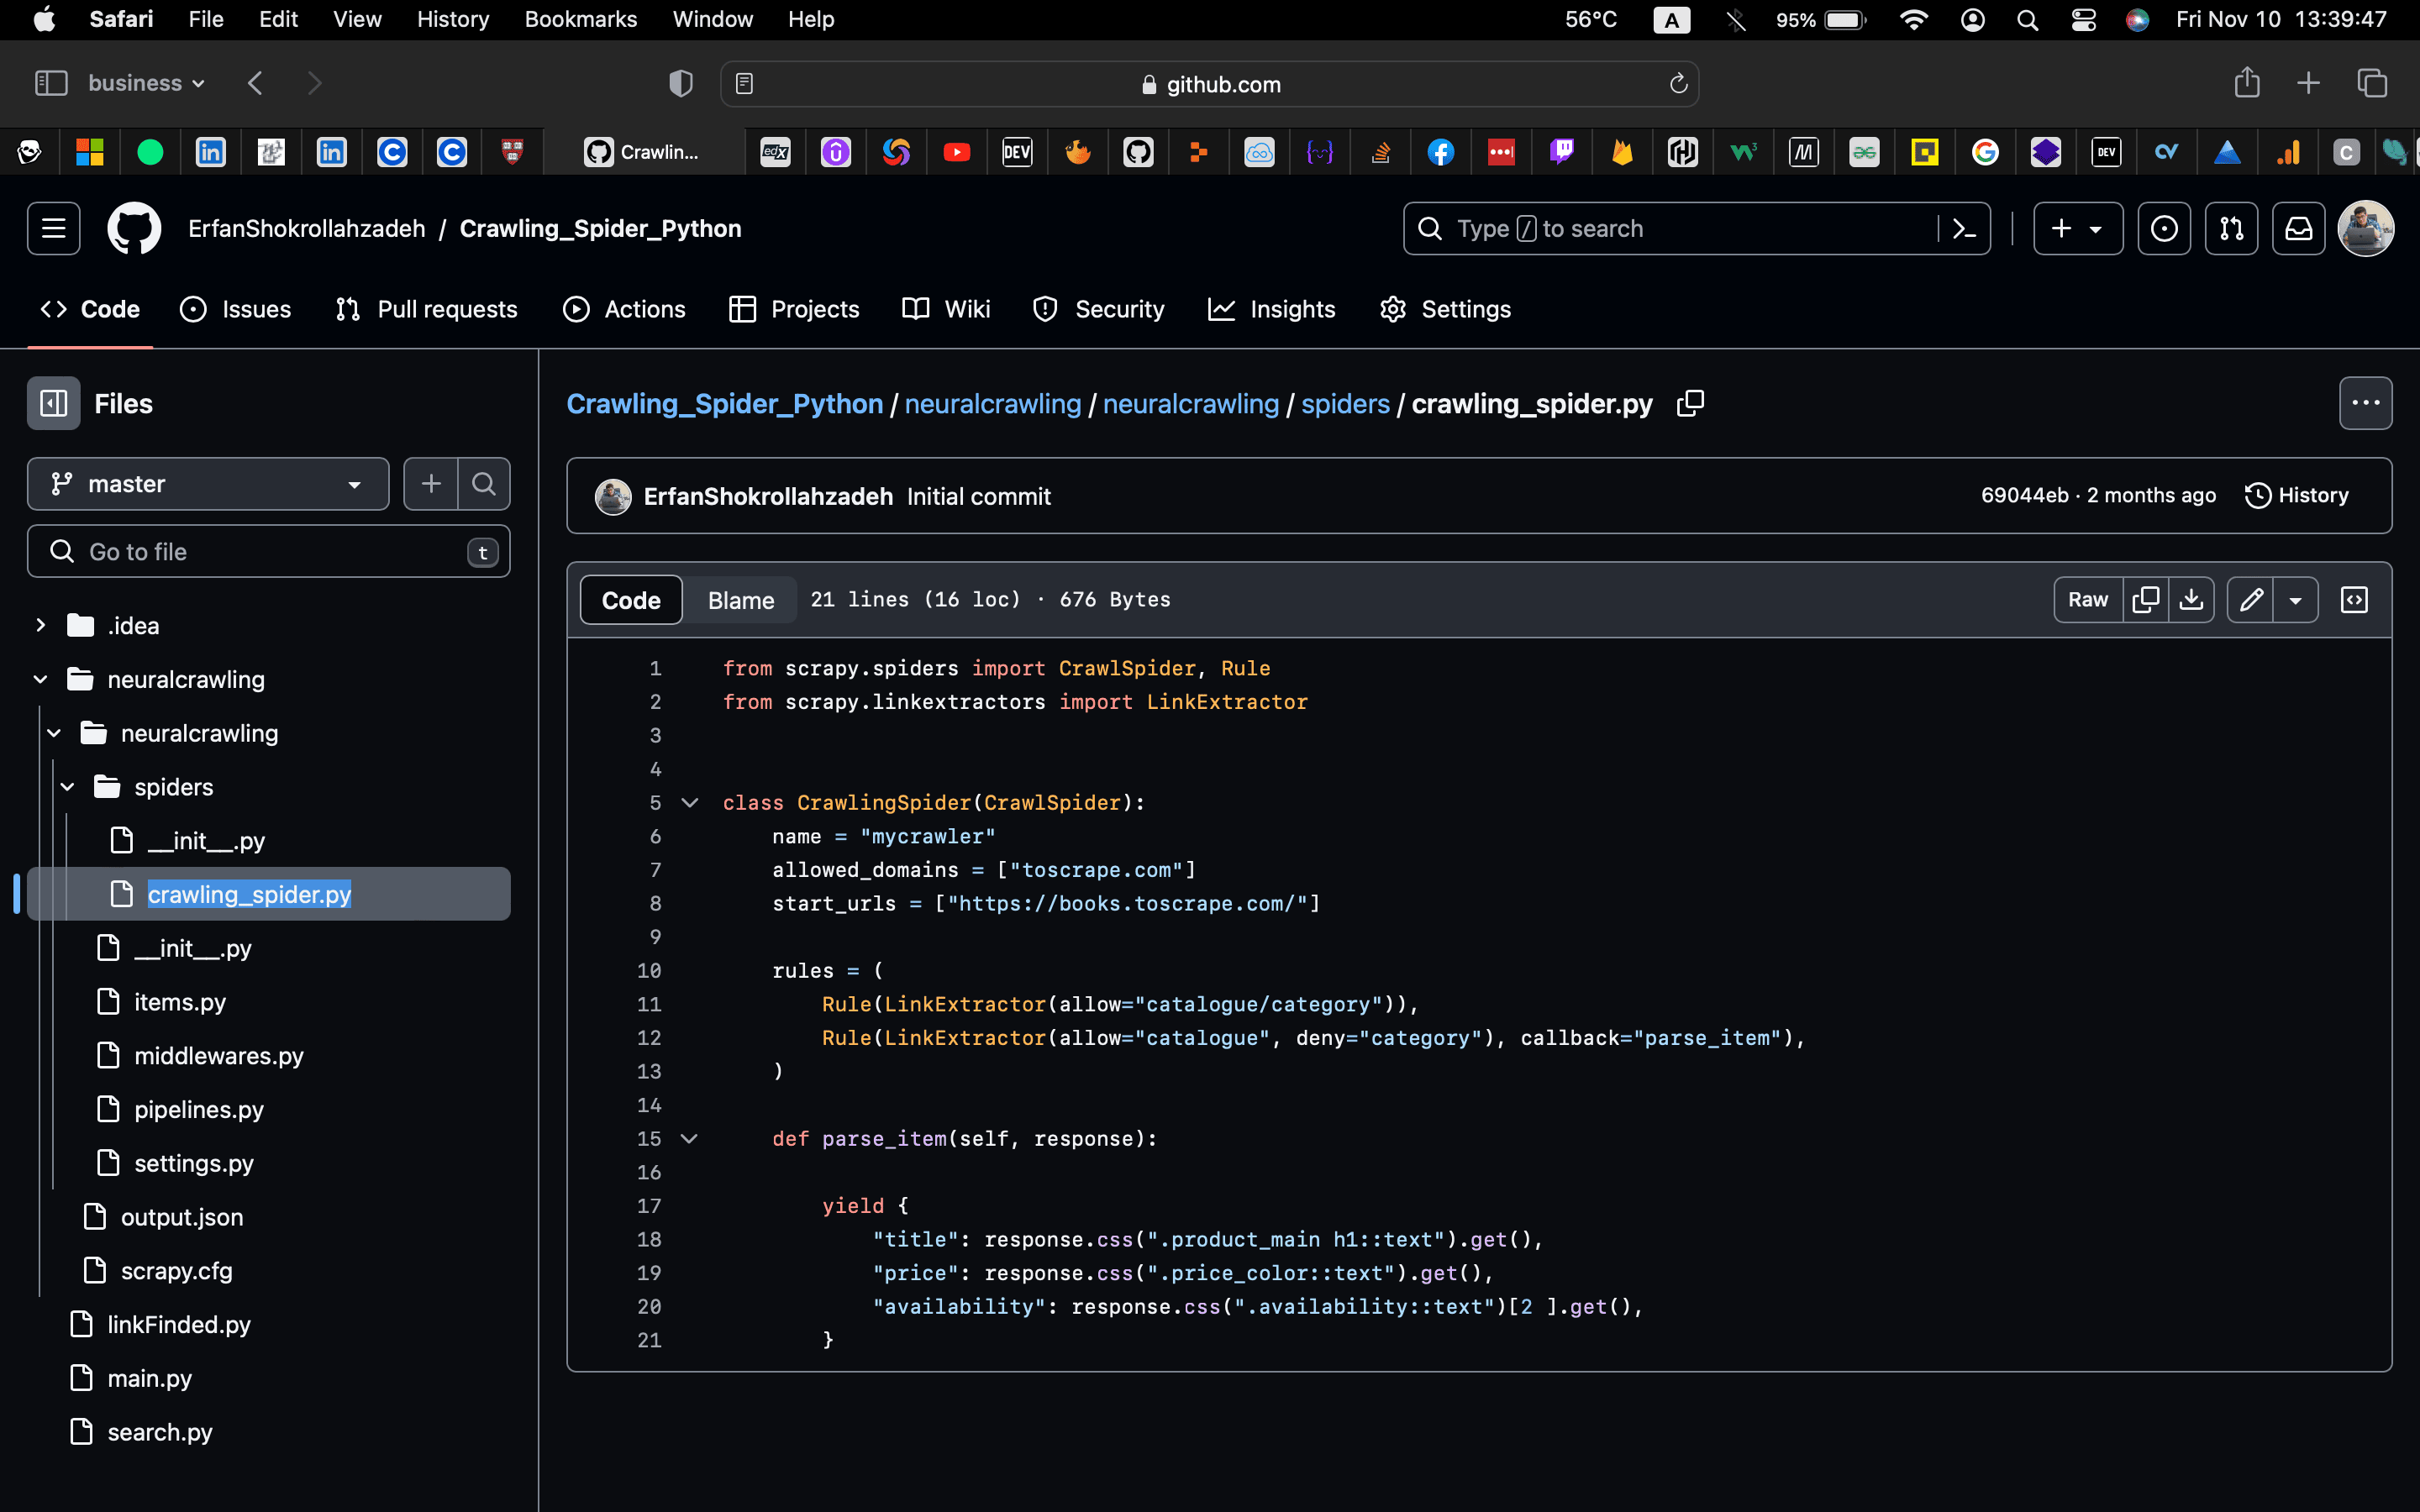 Safari File Edit View History Bookmarks Window Help 56°C A 95% Fri Nov 10 13:39:47
business github.com
in in C C Crawlin... edX DEV DEV C
ErfanShokrollahzadeh / Crawling_Spider_Python Type / to search
Code Issues Pull requests Actions Projects Wiki Security Insights Settings
Files
master
Go to file t
.idea
neuralcrawling
neuralcrawling
spiders
__init__.py
crawling_spider.py
__init__.py
items.py
middlewares.py
pipelines.py
settings.py
output.json
scrapy.cfg
linkFinded.py
main.py
search.py
Crawling_Spider_Python / neuralcrawling / neuralcrawling / spiders / crawling_spider.py
ErfanShokrollahzadeh Initial commit 69044eb · 2 months ago History
Code Blame 21 lines (16 loc) · 676 Bytes Raw
1 from scrapy.spiders import CrawlSpider, Rule
2 from scrapy.linkextractors import LinkExtractor
3
4
5 class CrawlingSpider(CrawlSpider):
6 name = "mycrawler"
7 allowed_domains = ["toscrape.com"]
8 start_urls = ["https://books.toscrape.com/"]
9
10 rules = (
11 Rule(LinkExtractor(allow="catalogue/category")),
12 Rule(LinkExtractor(allow="catalogue", deny="category"), callback="parse_item"),
13 )
14
15 def parse_item(self, response):
16
17 yield {
18 "title": response.css(".product_main h1::text").get(),
19 "price": response.css(".price_color::text").get(),
20 "availability": response.css(".availability::text")[2 ].get(),
21 }